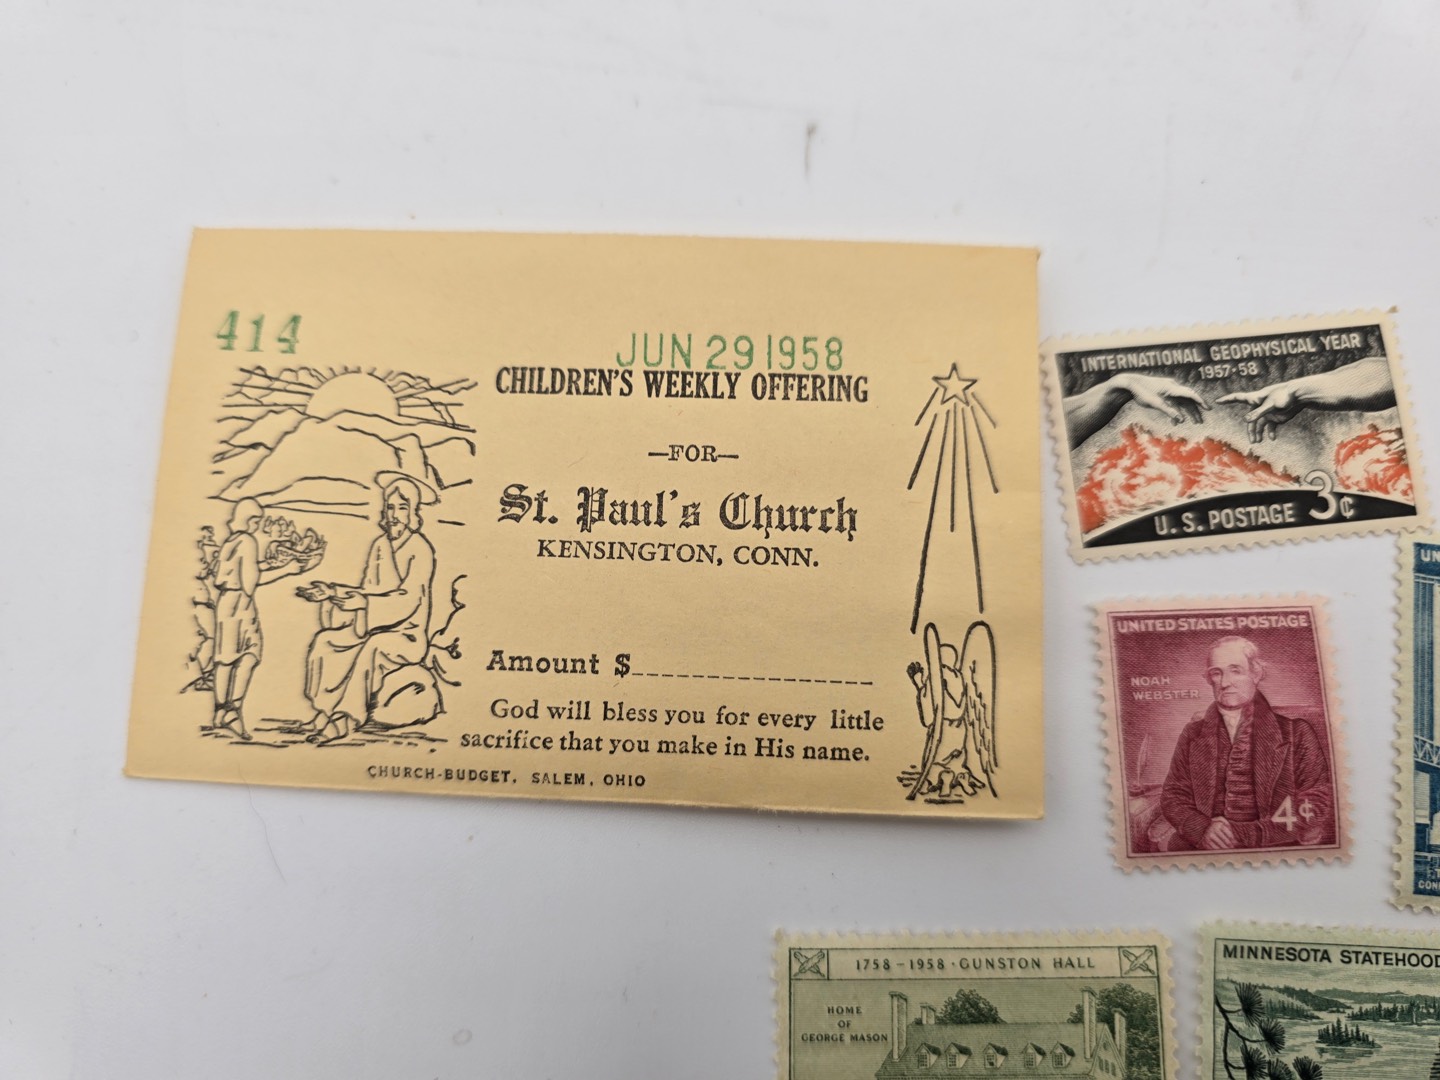 414
JUN 29 1958
CHILDREN'S WEEKLY OFFERING
—FOR—
St. Paul's Church
KENSINGTON, CONN.
Amount $
God will bless you for every little
sacrifice that you make in His name.
CHURCH-BUDGET, SALEM, OHIO
INTERNATIONAL GEOPHYSICAL YEAR
1957-58
U.S. POSTAGE 3¢
UNITED STATES POSTAGE
NOAH
WEBSTER
4¢
1758-1958 · GUNSTON HALL
HOME
OF
GEORGE MASON
MINNESOTA STATEHOOD